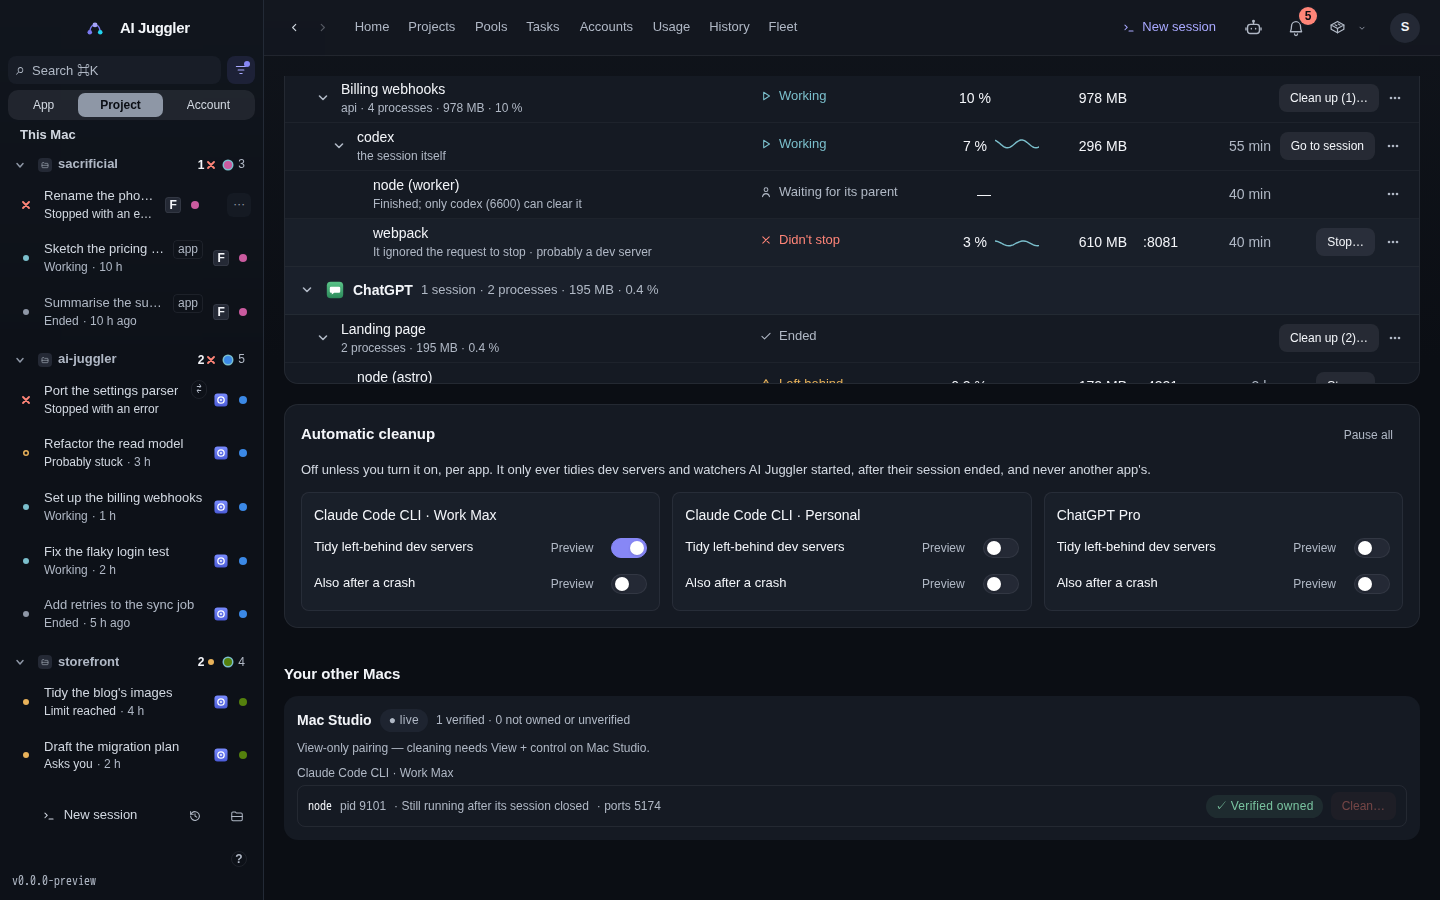 AI Juggler
Search ⌘K
App Project Account
This Mac
sacrificial 1 3
Rename the pho…
Stopped with an e…
F
Sketch the pricing … app
Working · 10 h
F
Summarise the su… app
Ended · 10 h ago
F
ai-juggler 2 5
Port the settings parser
Stopped with an error
Refactor the read model
Probably stuck · 3 h
Set up the billing webhooks
Working · 1 h
Fix the flaky login test
Working · 2 h
Add retries to the sync job
Ended · 5 h ago
storefront 2 4
Tidy the blog's images
Limit reached · 4 h
Draft the migration plan
Asks you · 2 h
New session
?
v0.0.0-preview
Home Projects Pools Tasks Accounts Usage History Fleet
New session 5 S
Billing webhooks
api · 4 processes · 978 MB · 10 %
Working 10 % 978 MB Clean up (1)…
codex
the session itself
Working 7 % 296 MB 55 min Go to session
node (worker)
Finished; only codex (6600) can clear it
Waiting for its parent — 40 min
webpack
It ignored the request to stop · probably a dev server
Didn't stop 3 % 610 MB :8081 40 min Stop…
ChatGPT 1 session · 2 processes · 195 MB · 0.4 %
Landing page
2 processes · 195 MB · 0.4 %
Ended Clean up (2)…
node (astro)
Left behind
Automatic cleanup Pause all
Off unless you turn it on, per app. It only ever tidies dev servers and watchers AI Juggler started, after their session ended, and never another app's.
Claude Code CLI · Work Max
Tidy left-behind dev servers Preview
Also after a crash Preview
Claude Code CLI · Personal
Tidy left-behind dev servers Preview
Also after a crash Preview
ChatGPT Pro
Tidy left-behind dev servers Preview
Also after a crash Preview
Your other Macs
Mac Studio ● live 1 verified · 0 not owned or unverified
View-only pairing — cleaning needs View + control on Mac Studio.
Claude Code CLI · Work Max
node pid 9101 · Still running after its session closed · ports 5174 ✓ Verified owned Clean…